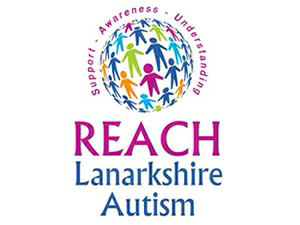 Support - Awareness - Understanding
REACH
Lanarkshire
Autism